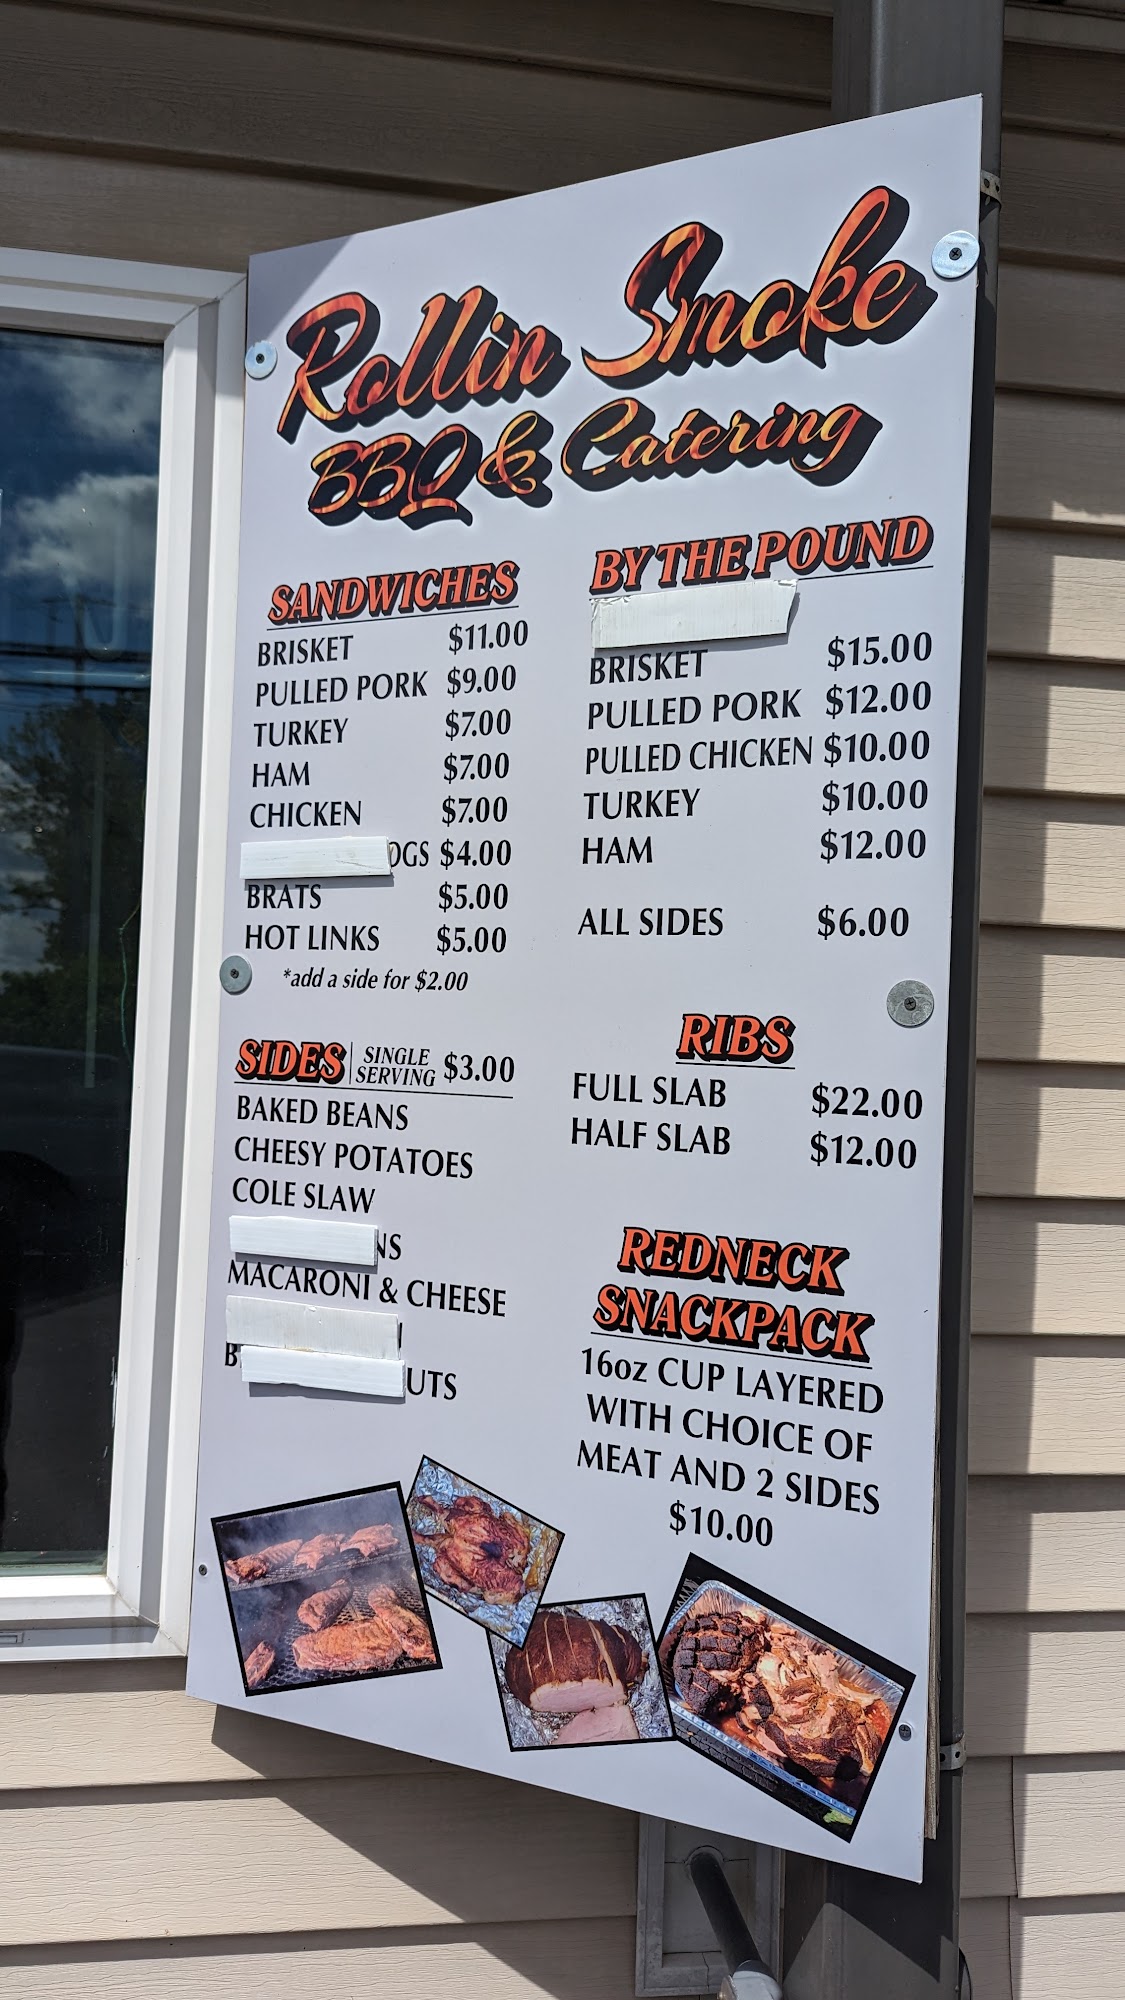 Rollin Smoke
BBQ & Catering
SANDWICHES
BRISKET $11.00
PULLED PORK $9.00
TURKEY $7.00
HAM $7.00
CHICKEN $7.00
$4.00
BRATS $5.00
HOT LINKS $5.00
*add a side for $2.00
SIDES SINGLE SERVING $3.00
BAKED BEANS
CHEESY POTATOES
COLE SLAW
MACARONI & CHEESE
BY THE POUND
BRISKET $15.00
PULLED PORK $12.00
PULLED CHICKEN $10.00
TURKEY $10.00
HAM $12.00
ALL SIDES $6.00
RIBS
FULL SLAB $22.00
HALF SLAB $12.00
REDNECK
SNACKPACK
16oz CUP LAYERED
WITH CHOICE OF
MEAT AND 2 SIDES
$10.00